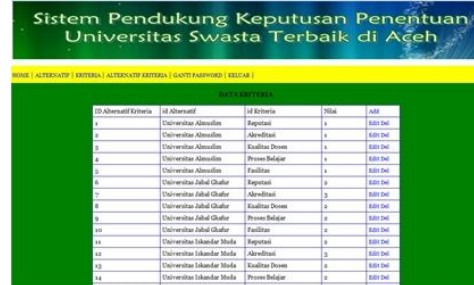 Sistem Pendukung Keputusan Penentuan
Universitas Swasta Terbaik di Aceh
HOME | ALTERNATIF | KRITERIA | ALTERNATIF KRITERIA | GANTI PASSWORD | KELUAR |
DATA KRITERIA
ID Alternatif Kriteria id Alternatif id Kriteria Nilai Add
1 Universitas Almuslim Reputasi 1 Edit Del
2 Universitas Almuslim Akreditasi 1 Edit Del
3 Universitas Almuslim Kualitas Dosen 1 Edit Del
4 Universitas Almuslim Proses Belajar 1 Edit Del
5 Universitas Almuslim Fasilitas 1 Edit Del
6 Universitas Jabal Ghafur Reputasi 2 Edit Del
7 Universitas Jabal Ghafur Akreditasi 3 Edit Del
8 Universitas Jabal Ghafur Kualitas Dosen 2 Edit Del
9 Universitas Jabal Ghafur Proses Belajar 2 Edit Del
10 Universitas Jabal Ghafur Fasilitas 2 Edit Del
11 Universitas Iskandar Muda Reputasi 2 Edit Del
12 Universitas Iskandar Muda Akreditasi 3 Edit Del
13 Universitas Iskandar Muda Kualitas Dosen 2 Edit Del
14 Universitas Iskandar Muda Proses Belajar 2 Edit Del